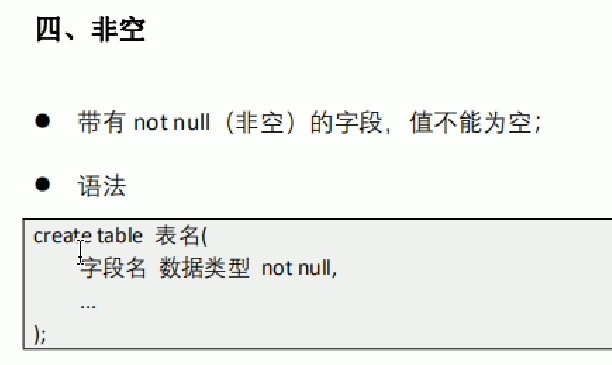 四、非空
● 带有 not null（非空）的字段，值不能为空；
● 语法
create table 表名(
字段名 数据类型 not null,
...
);